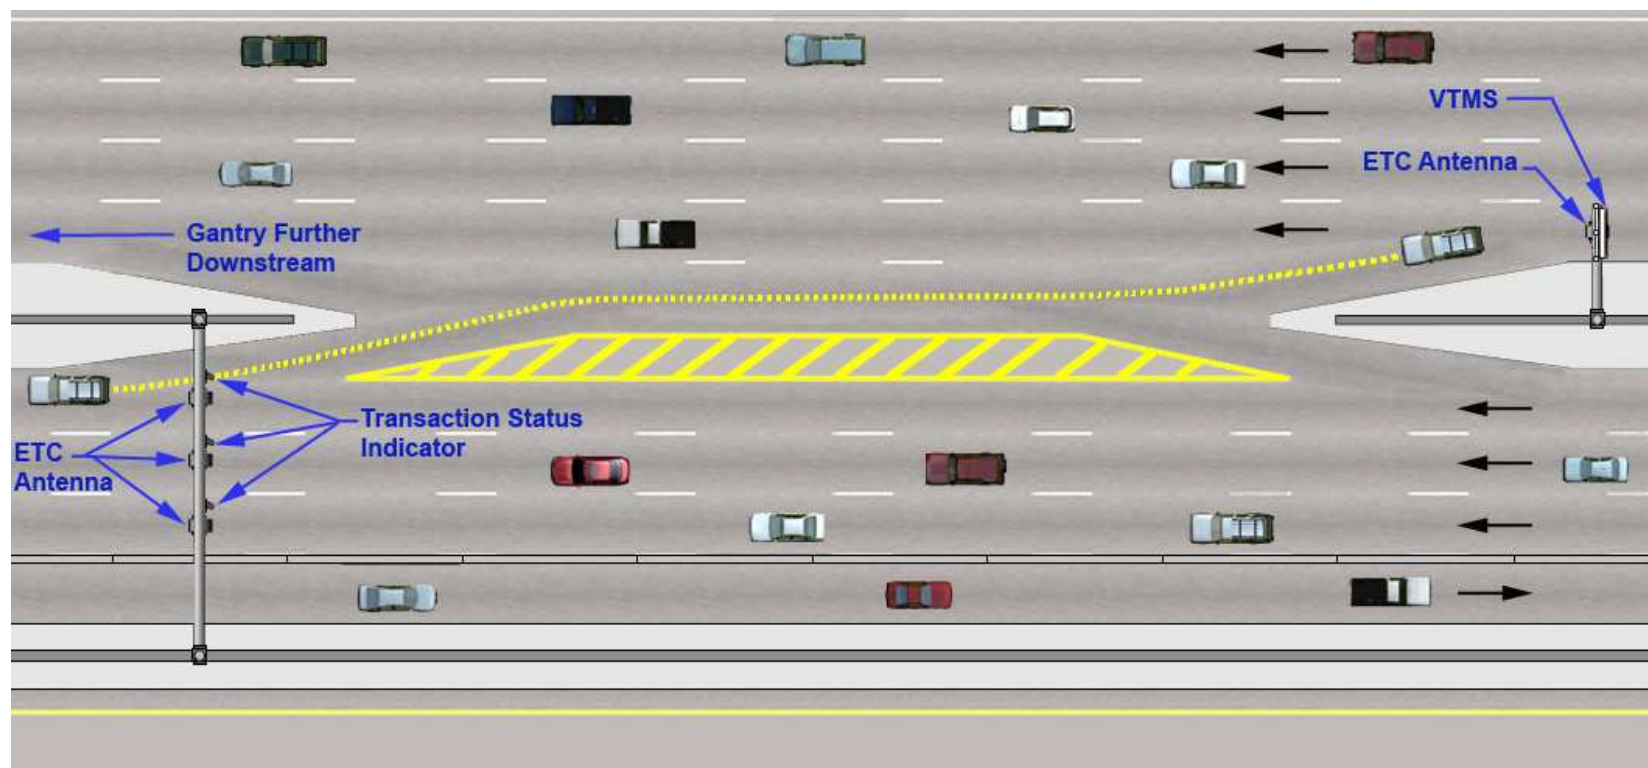 VTMS
ETC Antenna
Gantry Further
Downstream
Transaction Status
Indicator
ETC
Antenna